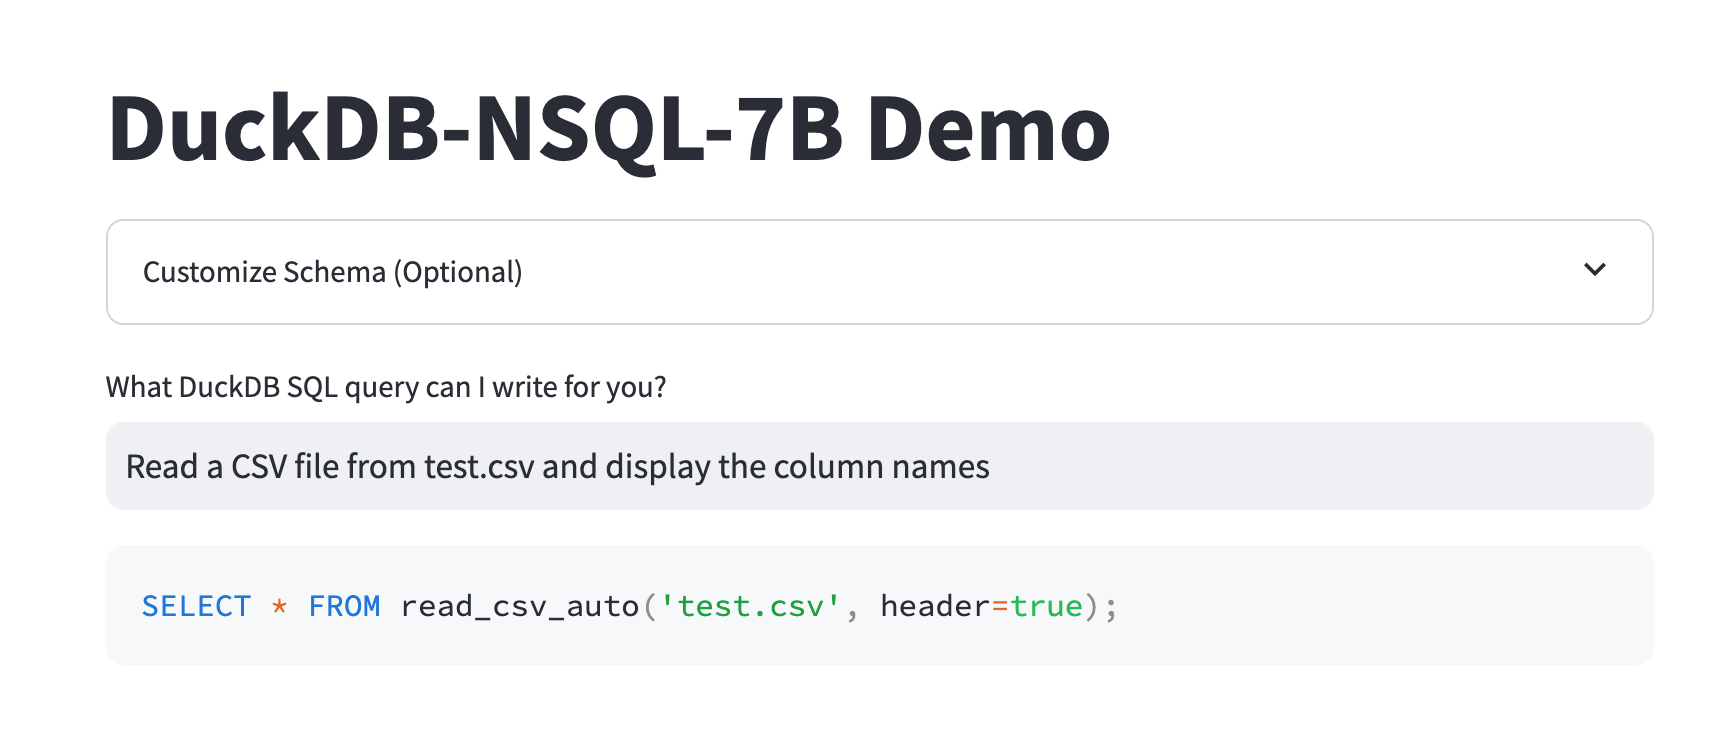 DuckDB-NSQL-7B Demo
Customize Schema (Optional)
What DuckDB SQL query can I write for you?
Read a CSV file from test.csv and display the column names
SELECT * FROM read_csv_auto('test.csv', header=true);